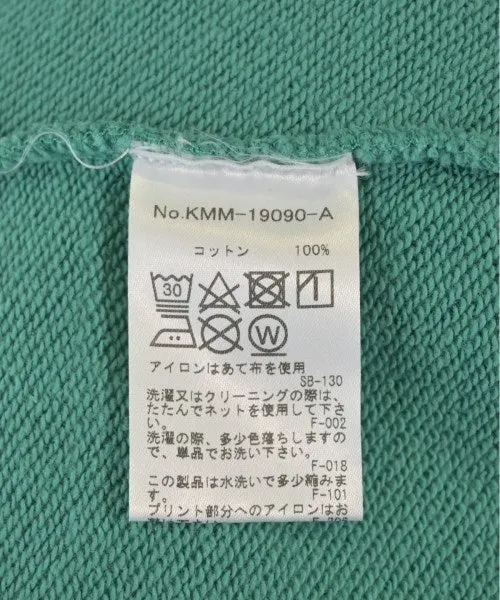 No.KMM-19090-A
コットン 100%
30
W
アイロンはあて布を使用
SB-130
洗濯又はクリーニングの際は、
たたんでネットを使用して下さ
い。 F-002
洗濯の際、多少色落ちしますの
で、単品でお洗い下さい。
F-018
この製品は水洗いで多少縮みま
す。 F-101
プリント部分へのアイロンはお